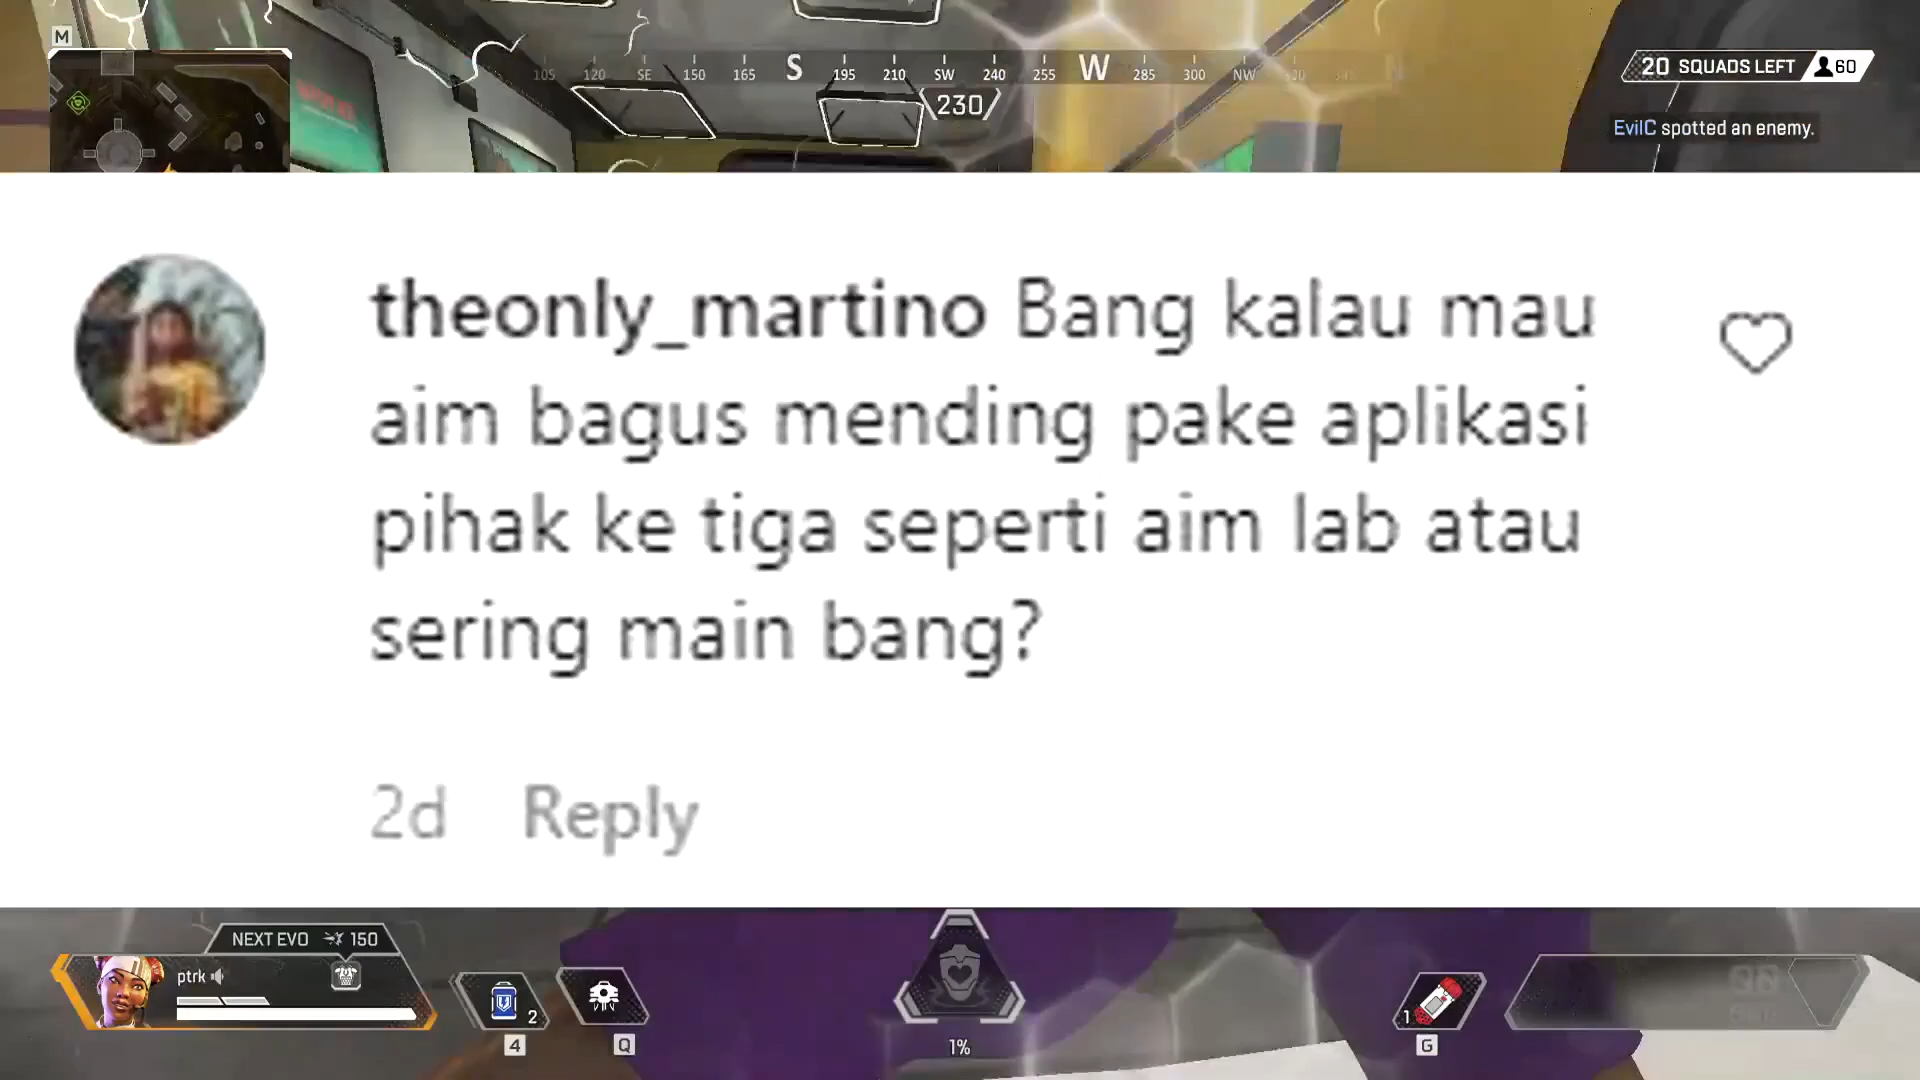 M
105 120 SE 150 165 S 195 210 SW 240 255 W 285 300 NW
230
20 SQUADS LEFT 60
EvilC spotted an enemy.
theonly_martino Bang kalau mau
aim bagus mending pake aplikasi
pihak ke tiga seperti aim lab atau
sering main bang?
2d Reply
NEXT EVO 150
ptrk
2
4
Q
1%
1
G